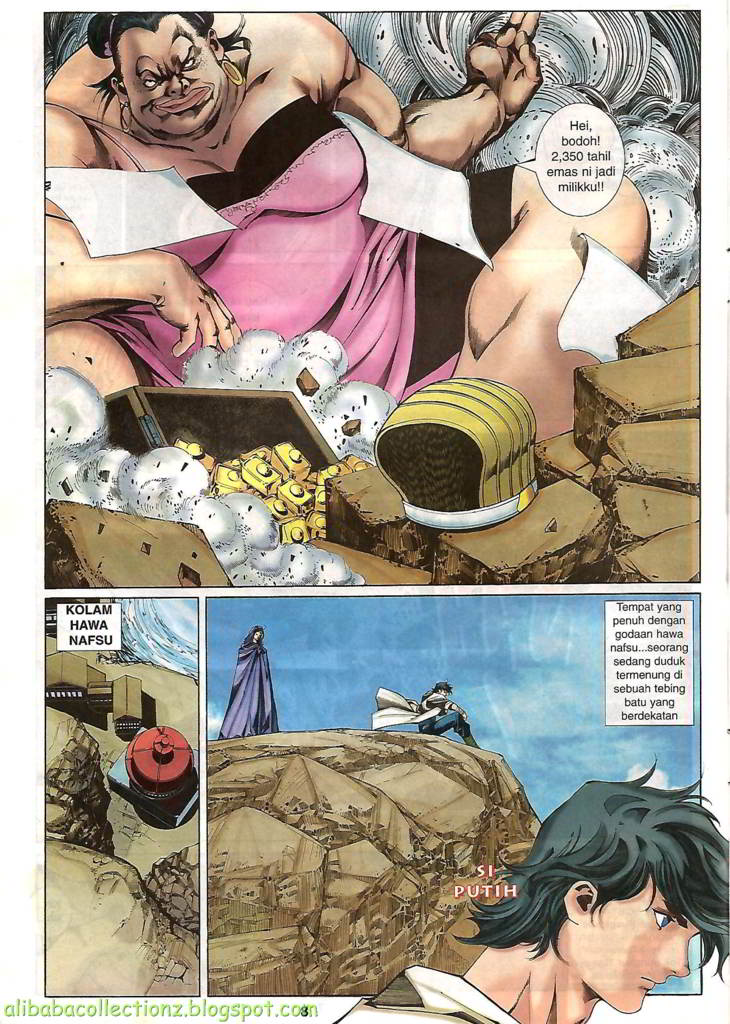 Hei,
bodoh!
2,350 tahil
emas ni jadi
milikku!!
KOLAM
HAWA
NAFSU
Tempat yang
penuh dengan
godaan hawa
nafsu...seorang
sedang duduk
termenung di
sebuah tebing
batu yang
berdekatan
SI
PUTIH
alibabacollectionz.blogspot.com
8